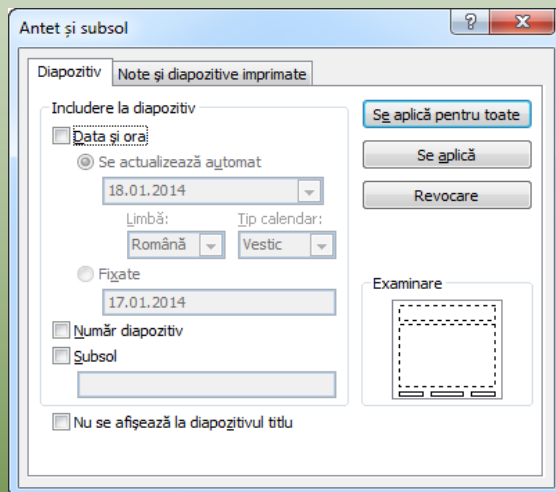 Antet și subsol
Diapozitiv
Note și diapozitive imprimate
Includere la diapozitiv
Data și ora
Se actualizează automat
18.01.2014
Limbă:
Tip calendar:
Română
Vestic
Fixate
17.01.2014
Număr diapozitiv
Subsol
Nu se afișează la diapozitivul titlu
Se aplică pentru toate
Se aplică
Revocare
Examinare